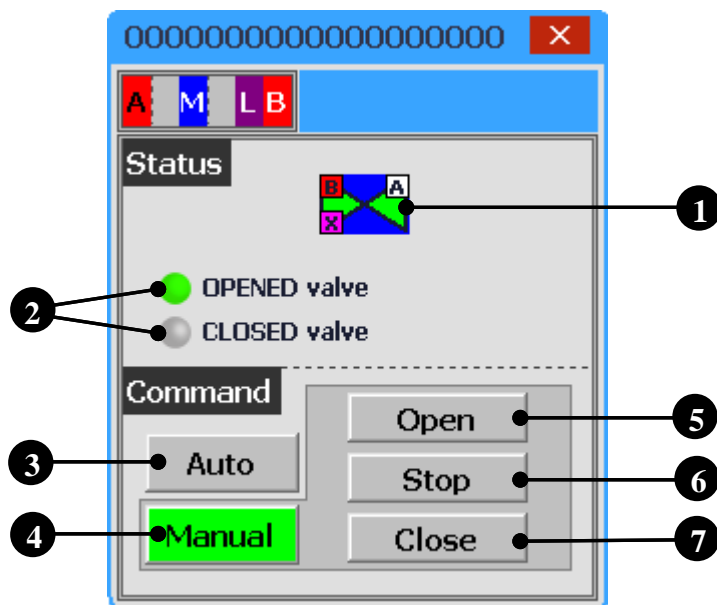 0000000000000000000 ×
A M L B
Status
B A
X
1
2
OPENED valve
CLOSED valve
Command
Open
5
3
Auto
Stop
6
4
Manual
Close
7